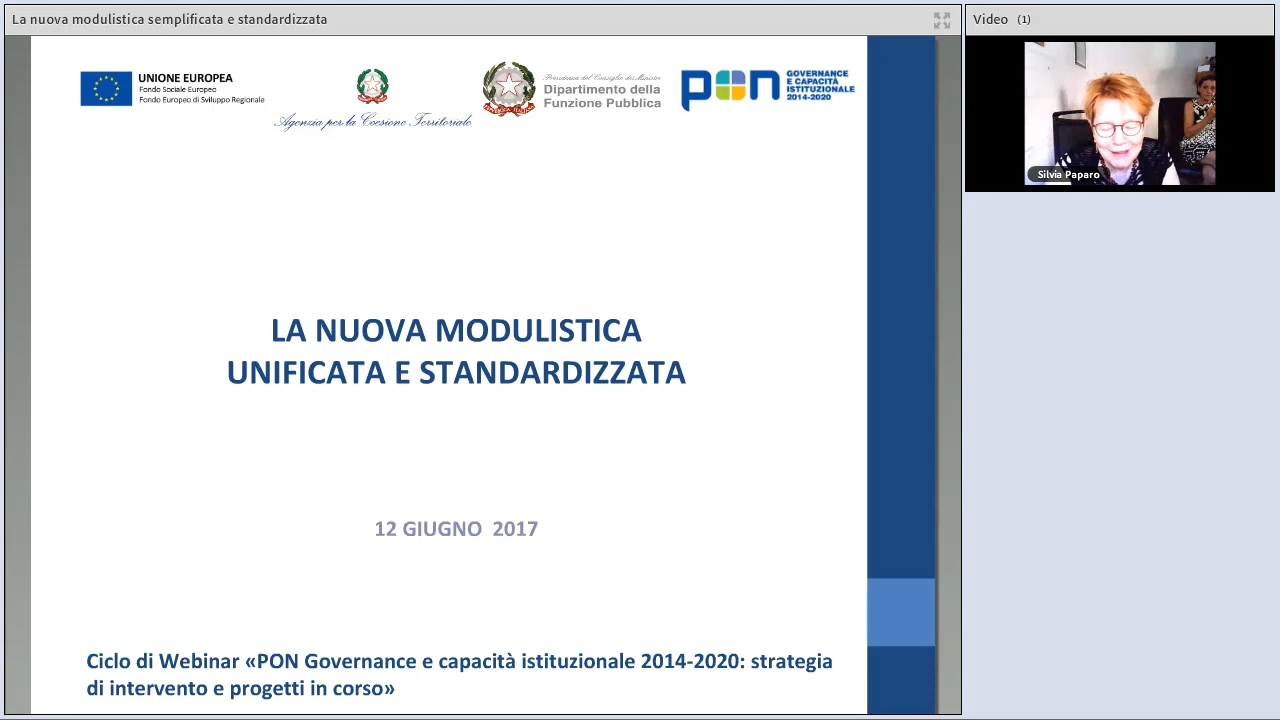 La nuova modulistica semplificata e standardizzata
Video (1)
UNIONE EUROPEA
Fondo Sociale Europeo
Fondo Europeo di Sviluppo Regionale
Agenzia per la Coesione Territoriale
Presidenza del Consiglio dei Ministri
Dipartimento della
Funzione Pubblica
pon
GOVERNANCE
E CAPACITÀ
ISTITUZIONALE
2014-2020
Silvia Paparo
LA NUOVA MODULISTICA
UNIFICATA E STANDARDIZZATA
12 GIUGNO 2017
Ciclo di Webinar «PON Governance e capacità istituzionale 2014-2020: strategia
di intervento e progetti in corso»